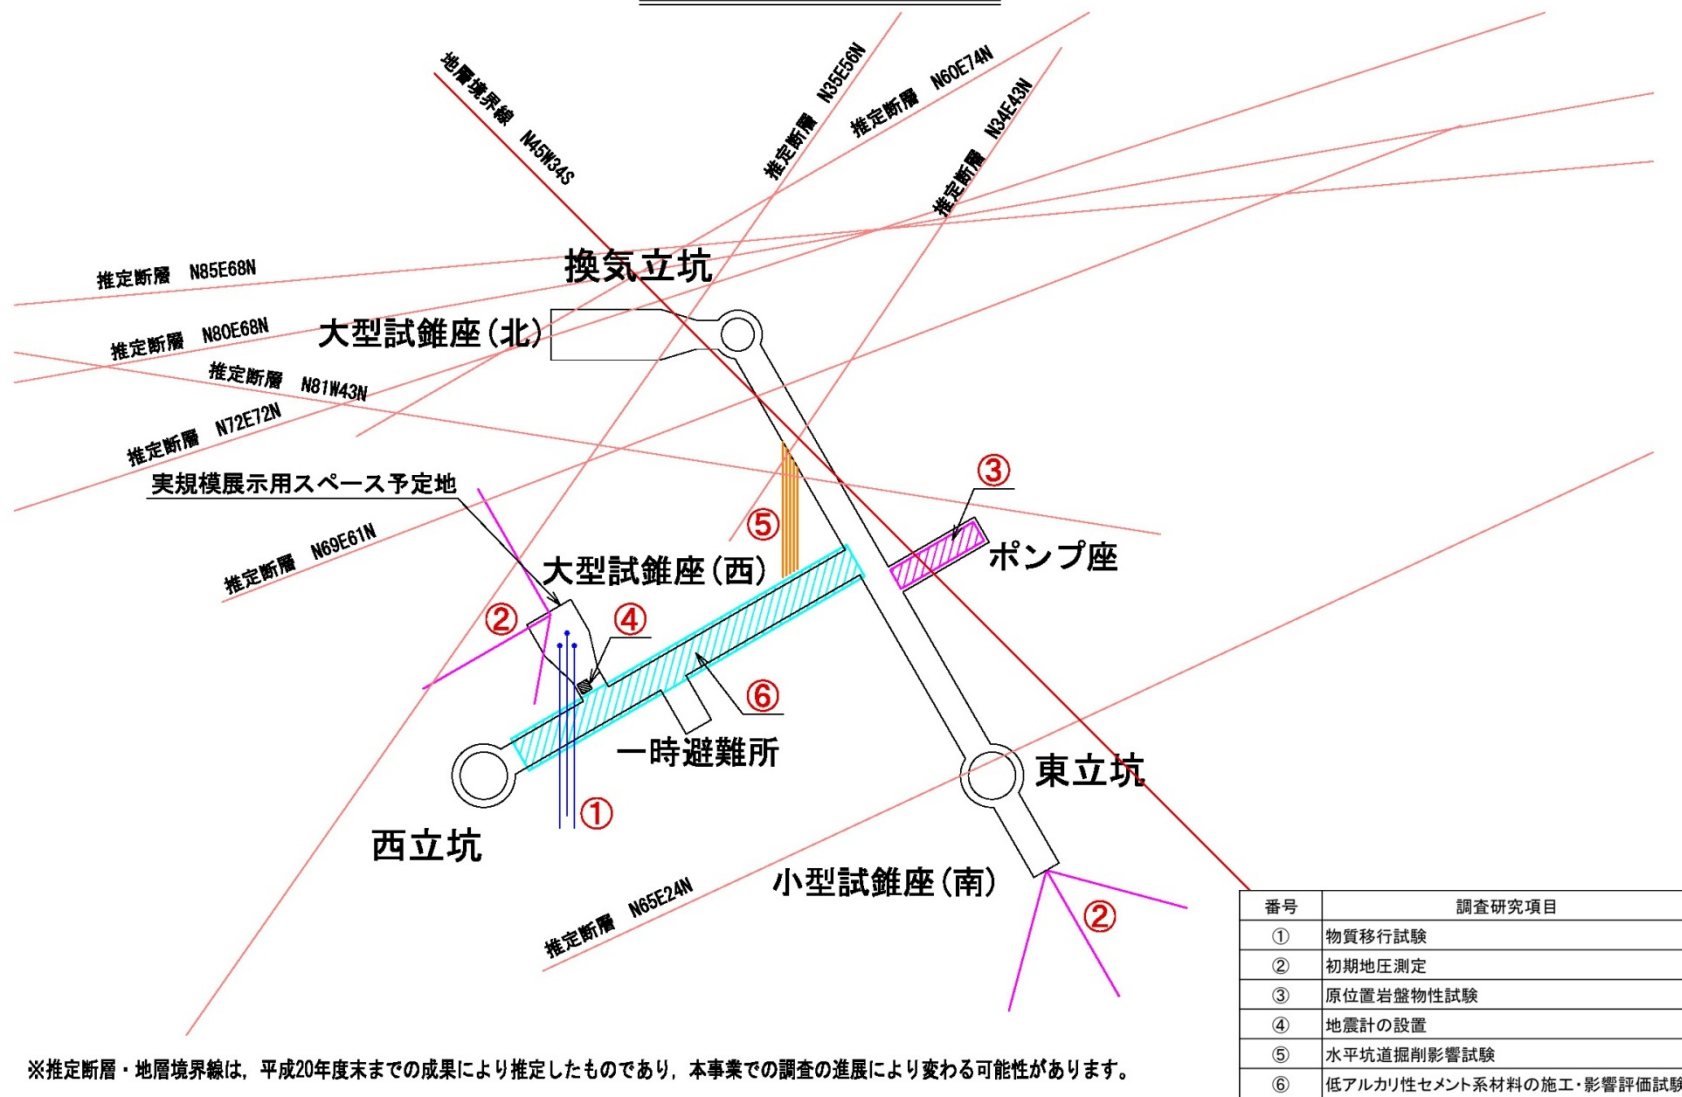 地層境界線 N45W34S
推定断層 N35E56N
推定断層 N60E74N
推定断層 N34E43N
推定断層 N85E68N
換気立坑
推定断層 N80E68N
大型試錐座(北)
推定断層 N81W43N
推定断層 N72E72N
実規模展示用スペース予定地
③
⑤
推定断層 N69E61N
大型試錐座(西)
ポンプ座
②
④
⑥
一時避難所
東立坑
①
西立坑
小型試錐座(南)
推定断層 N65E24N
②
番号 調査研究項目
① 物質移行試験
② 初期地圧測定
③ 原位置岩盤物性試験
④ 地震計の設置
⑤ 水平坑道掘削影響試験
⑥ 低アルカリ性セメント系材料の施工・影響評価試験
※推定断層・地層境界線は，平成20年度末までの成果により推定したものであり，本事業での調査の進展により変わる可能性があります。